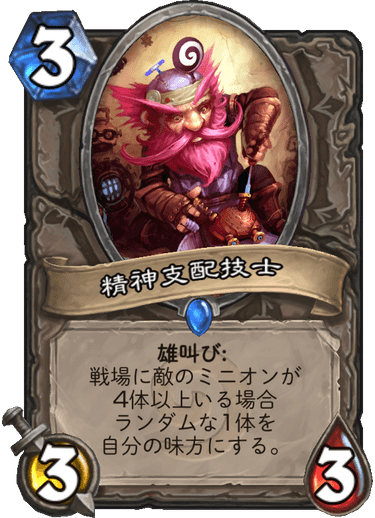 3
精神支配技士
雄叫び:
戦場に敵のミニオンが
4体以上いる場合
ランダムな1体を
自分の味方にする。
3
3